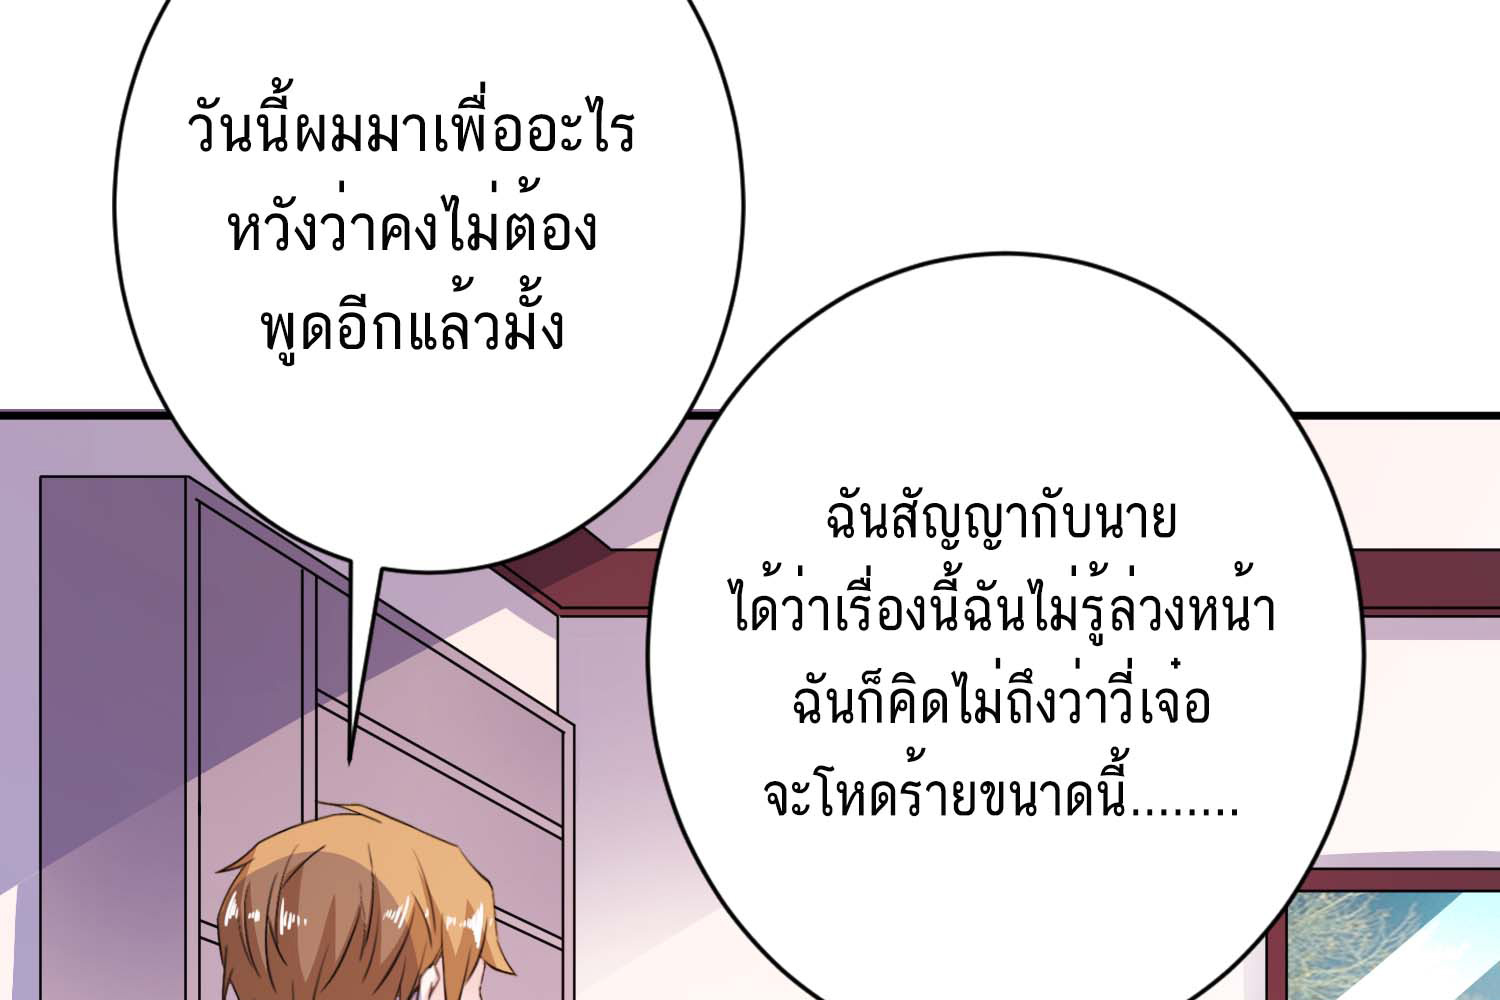 วันนี้ผมมาเพื่ออะไร
หวังว่าคงไม่ต้อง
พูดอีกแล้วมั้ง
ฉันสัญญากับนาย
ได้ว่าเรื่องนี้ฉันไม่รู้ล่วงหน้า
ฉันก็คิดไม่ถึงว่าวี่เจ๋อ
จะโหดร้ายขนาดนี้........